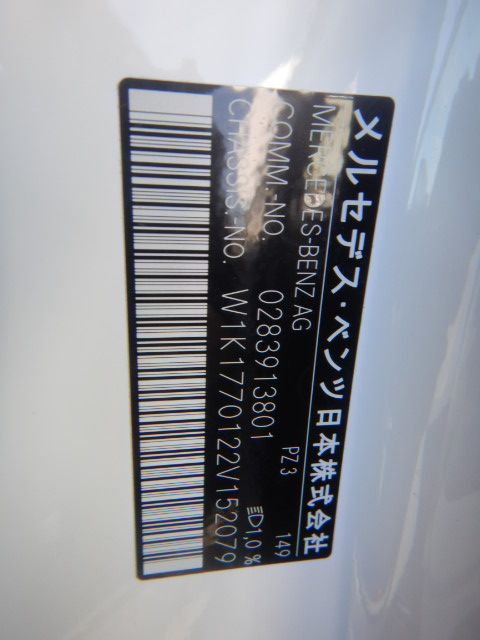 メルセデス・ベンツ日本株式会社
MERCEDES-BENZ AG
PZ3 149
COMM.-NO. 0283913801
1,0 %
CHASSIS.-NO. W1K1770122V152079